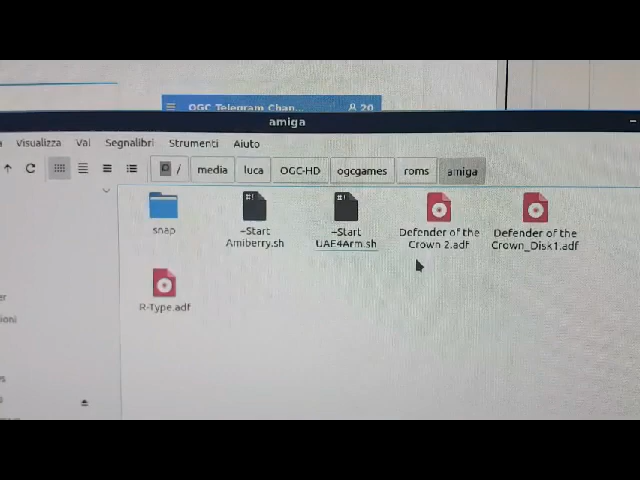 OGC Telegram Chan... 20
amiga
Visualizza Vai Segnalibri Strumenti Aiuto
/ media luca OGC-HD ogcgames roms amiga
snap
~Start
Amiberry.sh
~Start
UAE4Arm.sh
Defender of the
Crown 2.adf
Defender of the
Crown_Disk1.adf
R-Type.adf